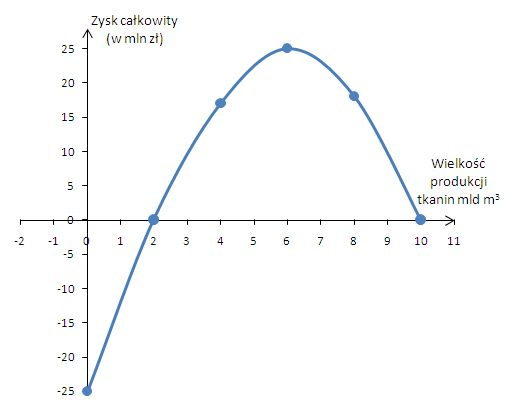 Zysk całkowity
(w mln zł)
25
20
15
10
5
0
-5
-10
-15
-20
-25
-2 -1 0 1 2 3 4 5 6 7 8 9 10 11
Wielkość
produkcji
tkanin mld m³